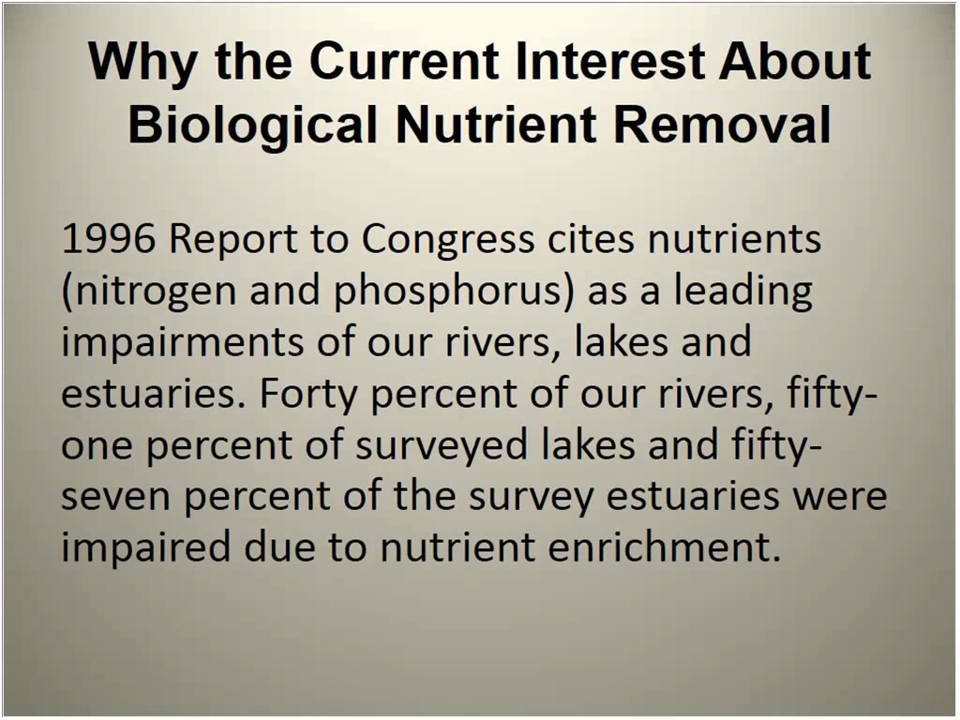 Why the Current Interest About
Biological Nutrient Removal
1996 Report to Congress cites nutrients
(nitrogen and phosphorus) as a leading
impairments of our rivers, lakes and
estuaries. Forty percent of our rivers, fifty-
one percent of surveyed lakes and fifty-
seven percent of the survey estuaries were
impaired due to nutrient enrichment.